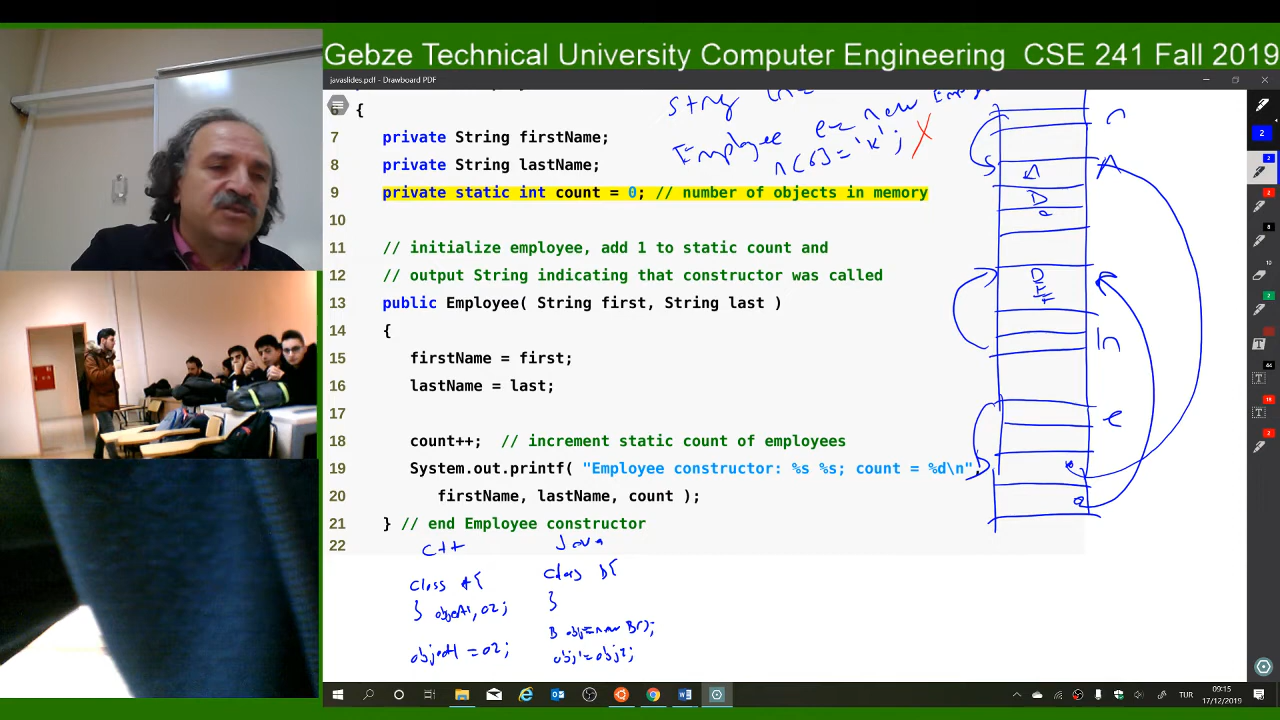 Gebze Technical University Computer Engineering CSE 241 Fall 2019
javaslides.pdf - Drawboard PDF
6 {
7 private String firstName;
8 private String lastName;
9 private static int count = 0; // number of objects in memory
10
11 // initialize employee, add 1 to static count and
12 // output String indicating that constructor was called
13 public Employee( String first, String last )
14 {
15 firstName = first;
16 lastName = last;
17
18 count++; // increment static count of employees
19 System.out.printf( "Employee constructor: %s %s; count = %d\n",
20 firstName, lastName, count );
21 } // end Employee constructor
22
Employee e = new
n[6]='k'; X
n
A
D
e
D
h
e
C++ Java
class A{ class B{
} object1, o2; }
B obj=new B();
object1 = o2; obj1=obj2;
TUR
09:15
17/12/2019